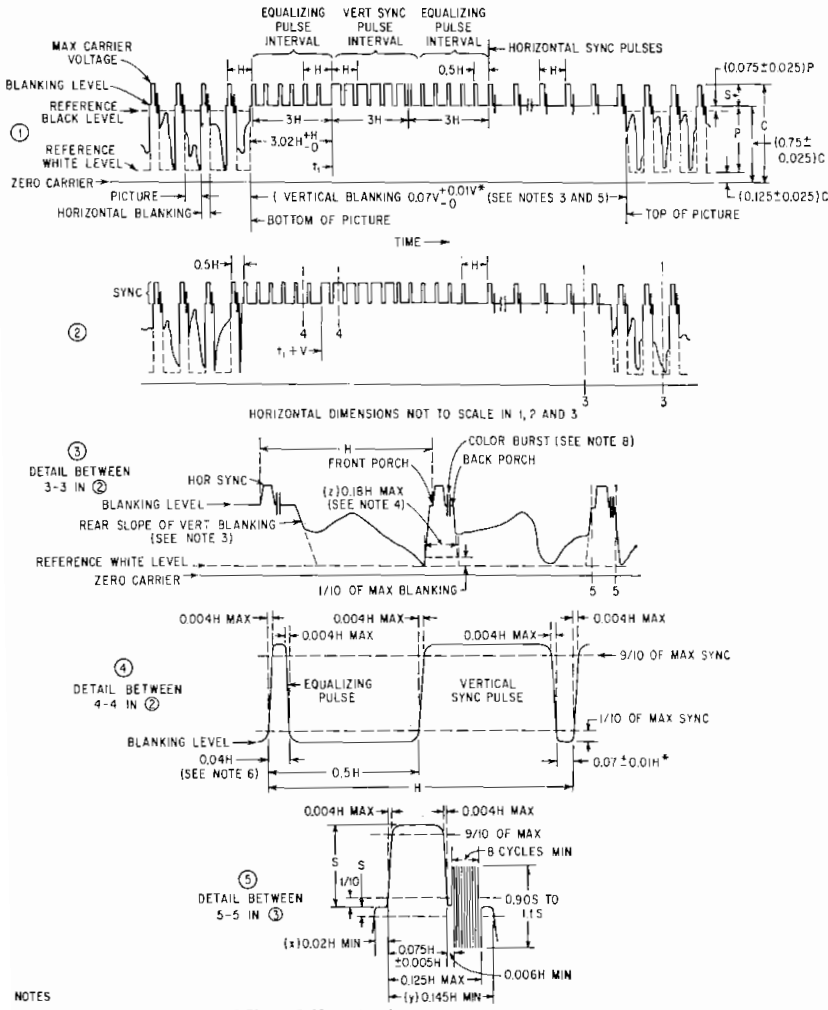 EQUALIZING PULSE INTERVAL
VERT SYNC PULSE INTERVAL
EQUALIZING PULSE INTERVAL
MAX CARRIER VOLTAGE
HORIZONTAL SYNC PULSES
H
H
H
0.5H
H
(0.075±0.025)P
BLANKING LEVEL
S
REFERENCE BLACK LEVEL
①
3H
3H
3H
P
C
3.02H +H -0
(0.75± 0.025)C
REFERENCE WHITE LEVEL
t₁
ZERO CARRIER
PICTURE
( VERTICAL BLANKING 0.07V +0.01V* -0 (SEE NOTES 3 AND 5)
(0.125±0.025)C
HORIZONTAL BLANKING
BOTTOM OF PICTURE
TOP OF PICTURE
TIME
0.5H
H
SYNC
②
4
4
t₁ + V
3
3
HORIZONTAL DIMENSIONS NOT TO SCALE IN 1, 2 AND 3
③
DETAIL BETWEEN
3-3 IN ②
H
COLOR BURST (SEE NOTE 8)
FRONT PORCH
BACK PORCH
HOR SYNC
BLANKING LEVEL
(z) 0.18H MAX
(SEE NOTE 4)
REAR SLOPE OF VERT BLANKING
(SEE NOTE 3)
REFERENCE WHITE LEVEL
ZERO CARRIER
1/10 OF MAX BLANKING
5
5
0.004H MAX
0.004H MAX
0.004H MAX
0.004H MAX
0.004H MAX
9/10 OF MAX SYNC
④
DETAIL BETWEEN
4-4 IN ②
EQUALIZING PULSE
VERTICAL SYNC PULSE
1/10 OF MAX SYNC
BLANKING LEVEL
0.04H
(SEE NOTE 6)
0.5H
0.07±0.01H*
H
0.004H MAX
0.004H MAX
9/10 OF MAX
8 CYCLES MIN
S
S
1/10
⑤
DETAIL BETWEEN
5-5 IN ③
0.90S TO
1.1S
(x) 0.02H MIN
0.075H
±0.005H
0.006H MIN
0.125H MAX
(y) 0.145H MIN
NOTES